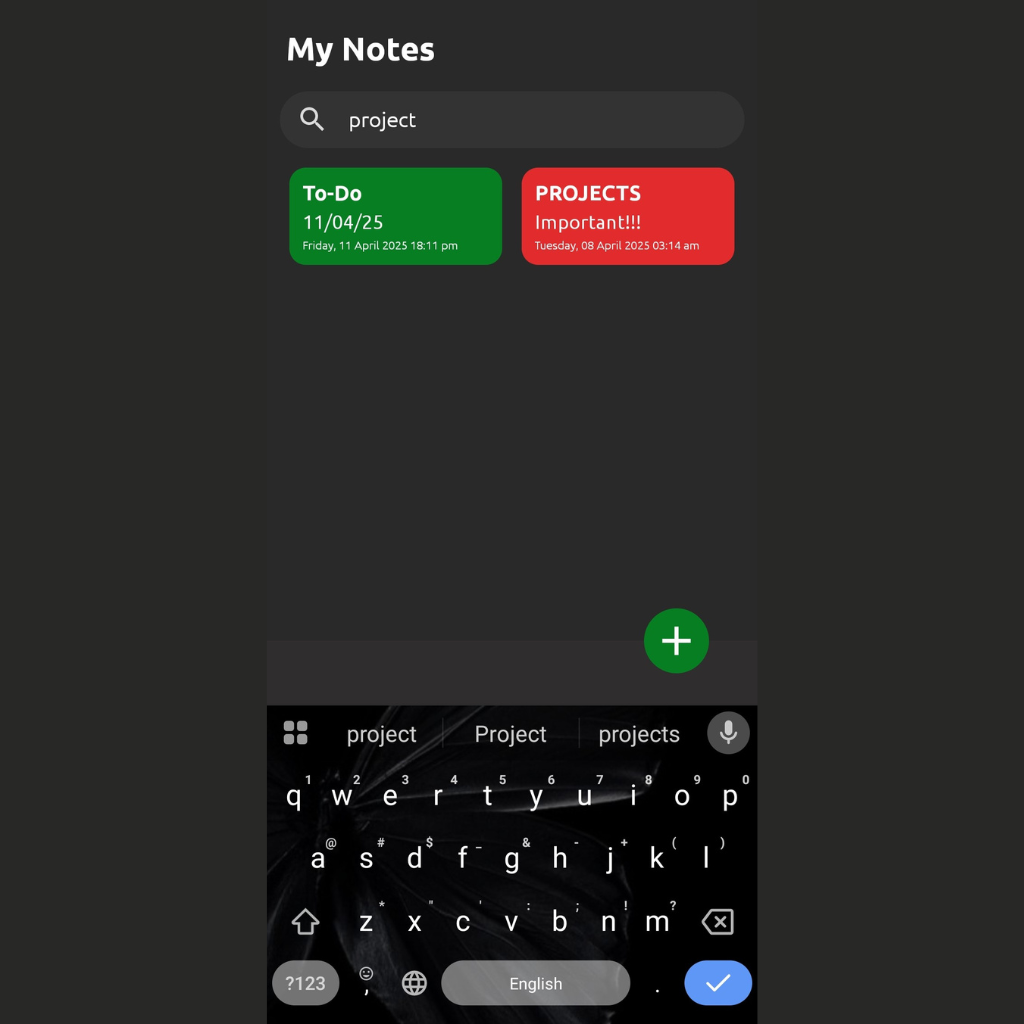 My Notes
project
To-Do
11/04/25
Friday, 11 April 2025 18:11 pm
PROJECTS
Important!!!
Tuesday, 08 April 2025 03:14 am
project Project projects
1 2 3 4 5 6 7 8 9 0
q w e r t y u i o p
@ # $ _ & - + ( )
a s d f g h j k l
* " ' : ; ! ?
z x c v b n m
?123 , English .